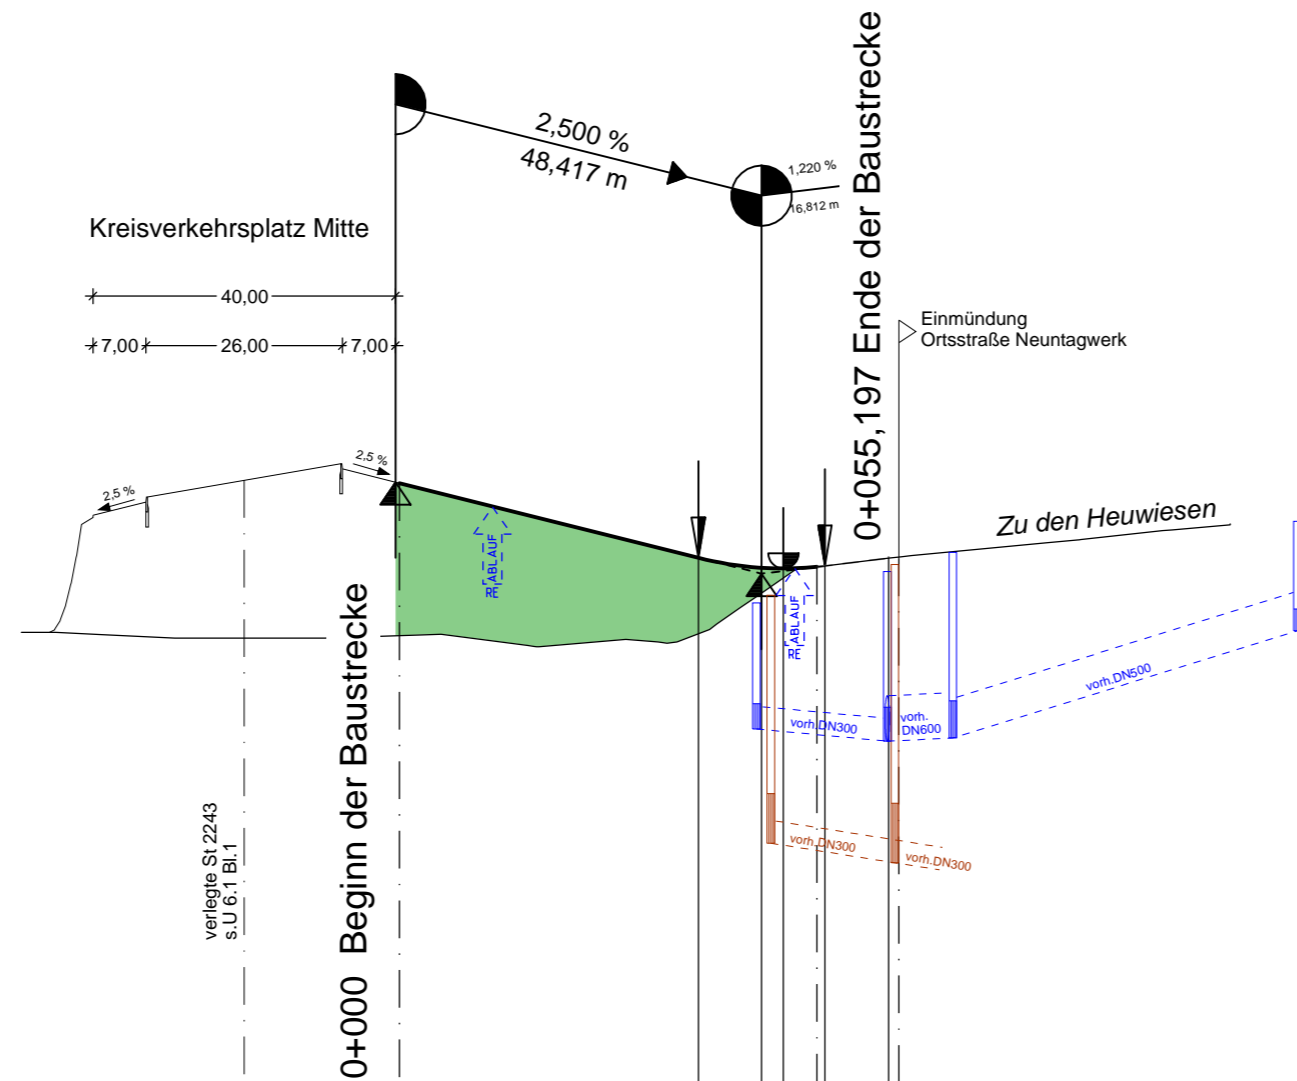 0+055,197 Ende der Baustrecke
2,500 %
48,417 m
1,220 %
16,812 m
Kreisverkehrsplatz Mitte
40,00
7,00
26,00
7,00
Einmündung
Ortsstraße Neuntagwerk
2,5 %
2,5 %
Zu den Heuwiesen
RE
ABLAUF
RE
ABLAUF
0+000 Beginn der Baustrecke
vorh.DN500
vorh.DN300
vorh.
DN600
vorh.DN300
vorh.DN300
verlegte St 2243
s.U 6.1 Bl.1